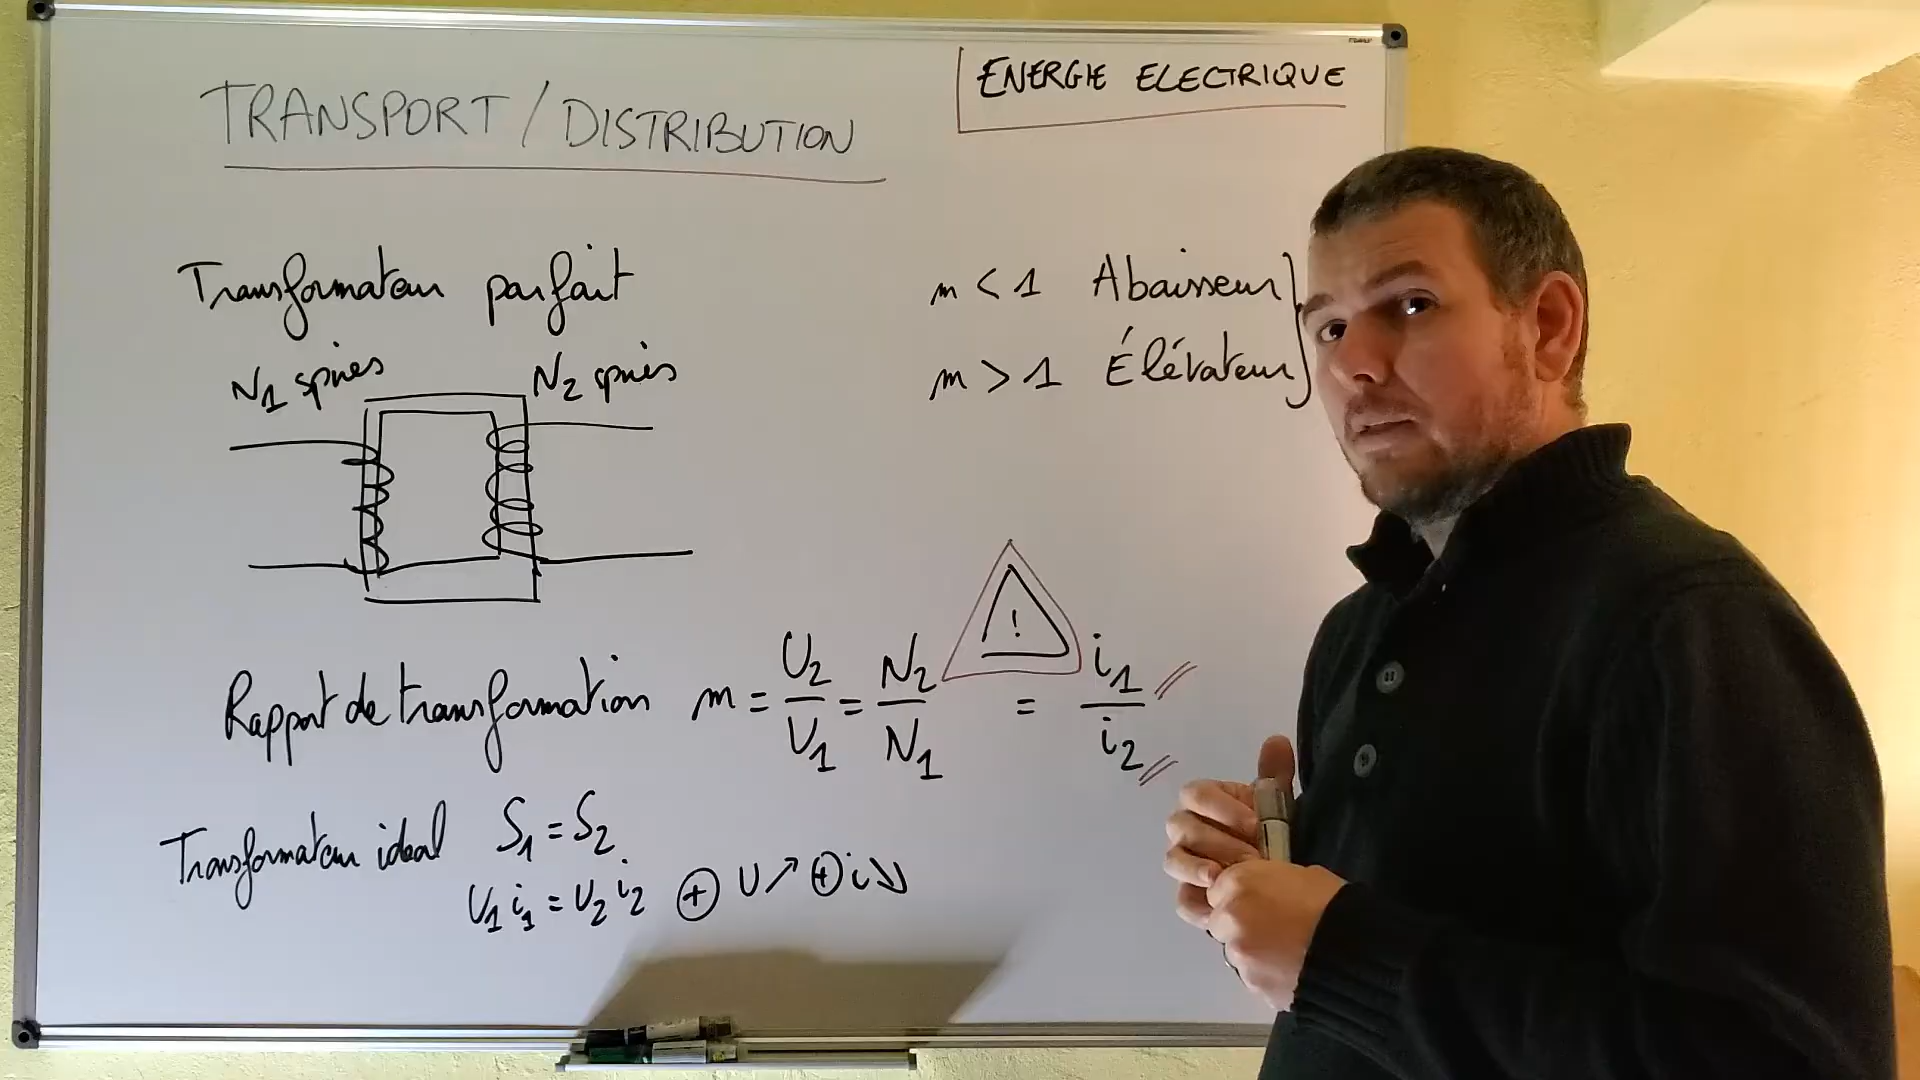 ENERGIE ELECTRIQUE
TRANSPORT / DISTRIBUTION
Transformateur parfait
N1 spires
N2 spires
m < 1 Abaisseur
m > 1 Élévateur
!
Rapport de transformation m = U2/U1 = N2/N1 = i1/i2
Transformateur idéal S1 = S2
U1 i1 = U2 i2 ⊕ U ↗ ⊕ i ↘